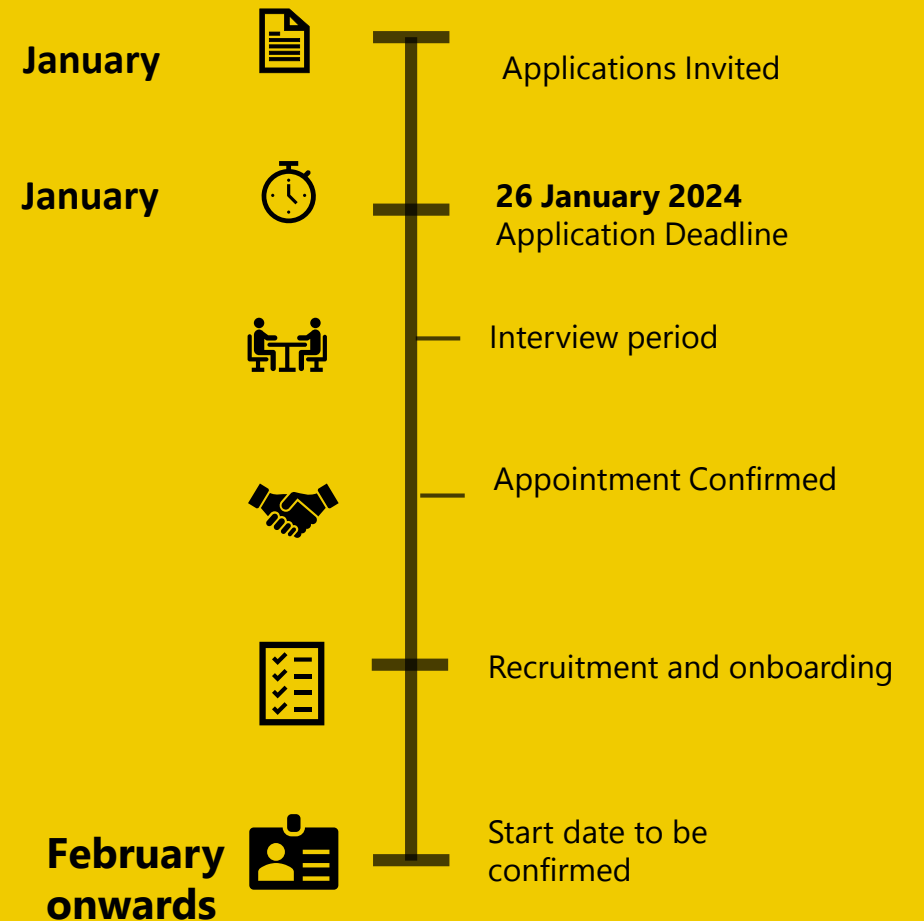 January
Applications Invited
January
26 January 2024
Application Deadline
Interview period
Appointment Confirmed
Recruitment and onboarding
February
onwards
Start date to be
confirmed